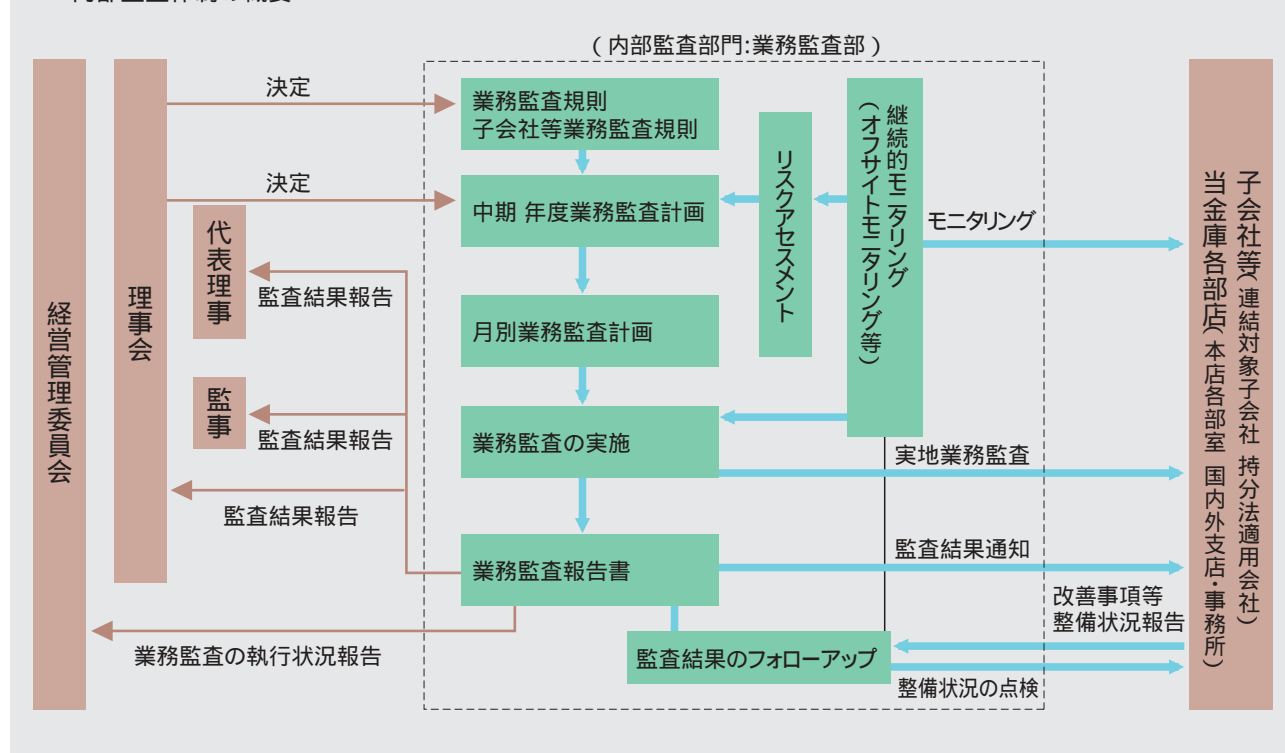 (内部監査部門:業務監査部)
経営管理委員会
理事会
決定
業務監査規則
子会社等業務監査規則
決定
中期 年度業務監査計画
代表理事
監査結果報告
月別業務監査計画
監事
監査結果報告
業務監査の実施
監査結果報告
業務監査報告書
業務監査の執行状況報告
監査結果のフォローアップ
リスクアセスメント
継続的モニタリング
(オフサイトモニタリング等)
モニタリング
実地業務監査
監査結果通知
改善事項等
整備状況報告
整備状況の点検
子会社等(連結対象子会社 持分法適用会社)
当金庫各部店(本店各部室 国内外支店・事務所)